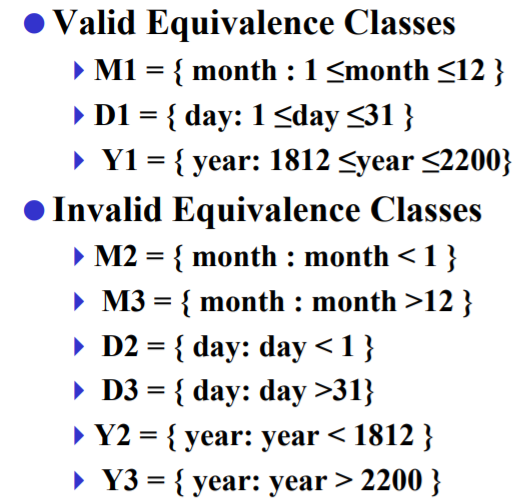 ● Valid Equivalence Classes
▸ M1 = { month : 1 ≤month ≤12 }
▸ D1 = { day: 1 ≤day ≤31 }
▸ Y1 = { year: 1812 ≤year ≤2200}
● Invalid Equivalence Classes
▸ M2 = { month : month < 1 }
▸ M3 = { month : month >12 }
▸ D2 = { day: day < 1 }
▸ D3 = { day: day >31}
▸ Y2 = { year: year < 1812 }
▸ Y3 = { year: year > 2200 }